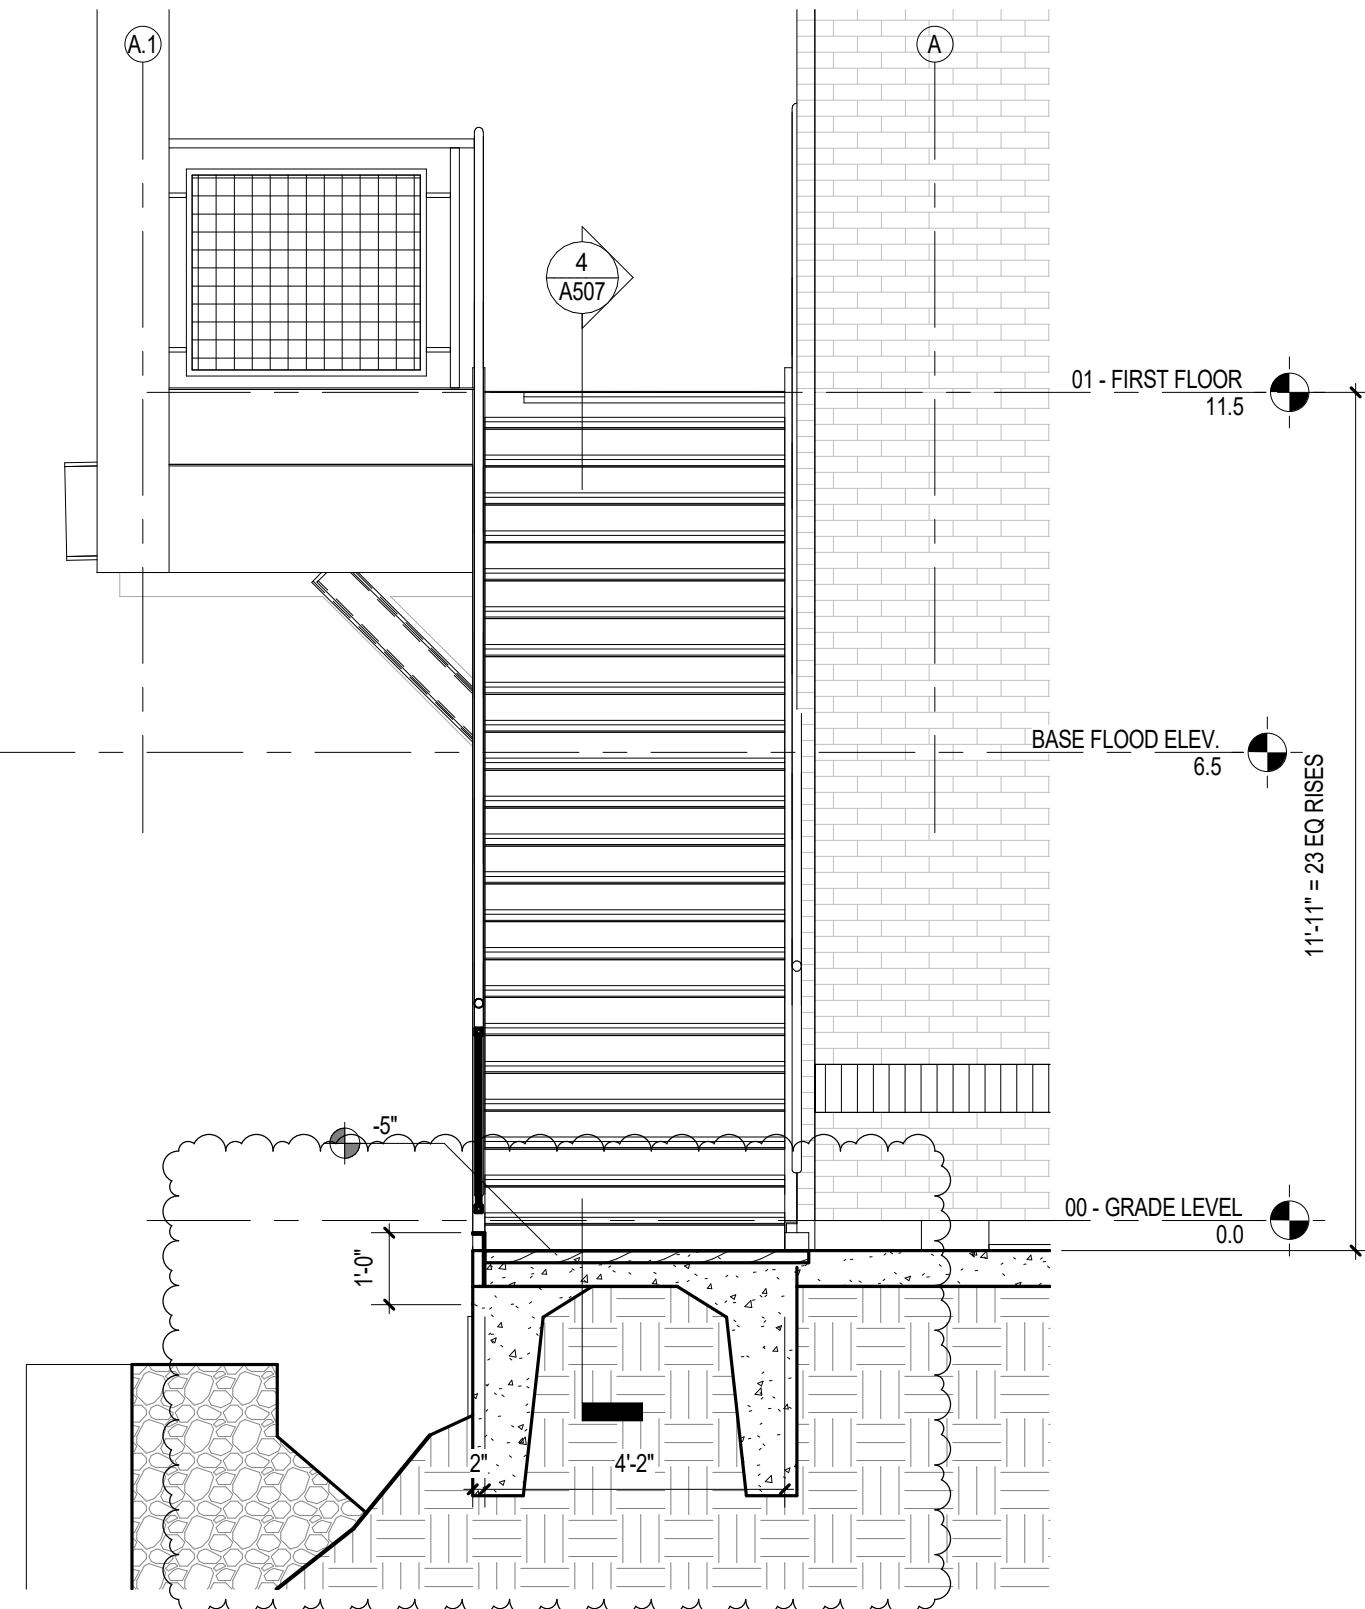 A.1
A
4
A507
01 - FIRST FLOOR
11.5
BASE FLOOD ELEV.
6.5
11'-11" = 23 EQ RISES
-5"
00 - GRADE LEVEL
0.0
1'-0"
2"
4'-2"